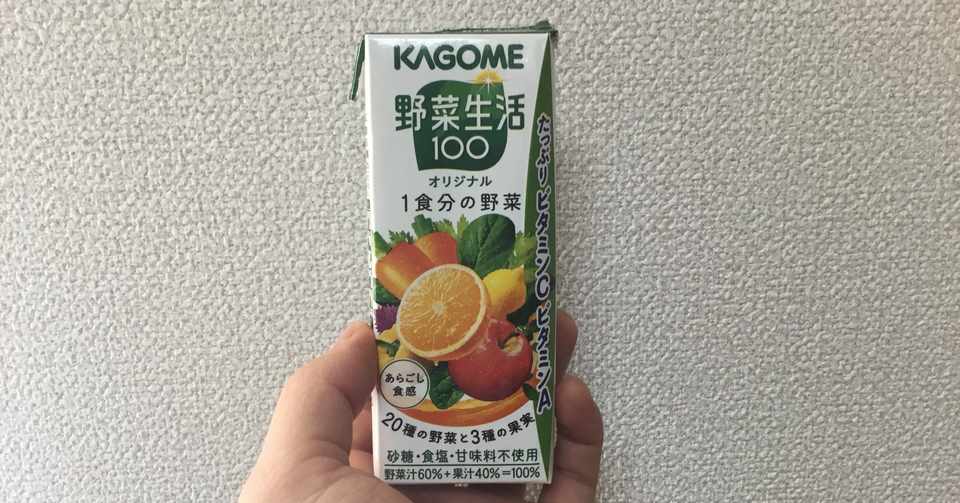 KAGOME
野菜生活
100
オリジナル
1食分の野菜
たっぷりビタミンCビタミンA
あらごし
食感
20種の野菜と3種の果実
砂糖・食塩・甘味料不使用
野菜汁60%+果汁40%=100%